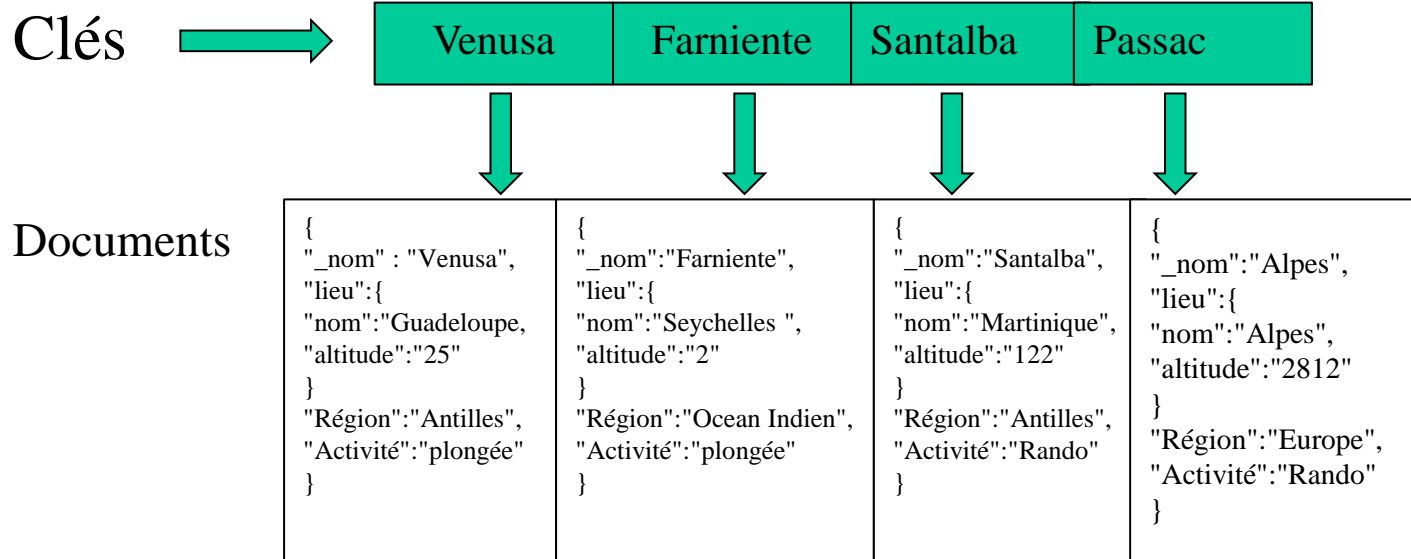 Clés
Venusa
Farniente
Santalba
Passac
Documents
{
"_nom" : "Venusa",
"lieu":{
"nom":"Guadeloupe,
"altitude":"25"
}
"Région":"Antilles",
"Activité":"plongée"
}
{
"_nom":"Farniente",
"lieu":{
"nom":"Seychelles ",
"altitude":"2"
}
"Région":"Ocean Indien",
"Activité":"plongée"
}
{
"_nom":"Santalba",
"lieu":{
"nom":"Martinique",
"altitude":"122"
}
"Région":"Antilles",
"Activité":"Rando"
}
{
"_nom":"Alpes",
"lieu":{
"nom":"Alpes",
"altitude":"2812"
}
"Région":"Europe",
"Activité":"Rando"
}